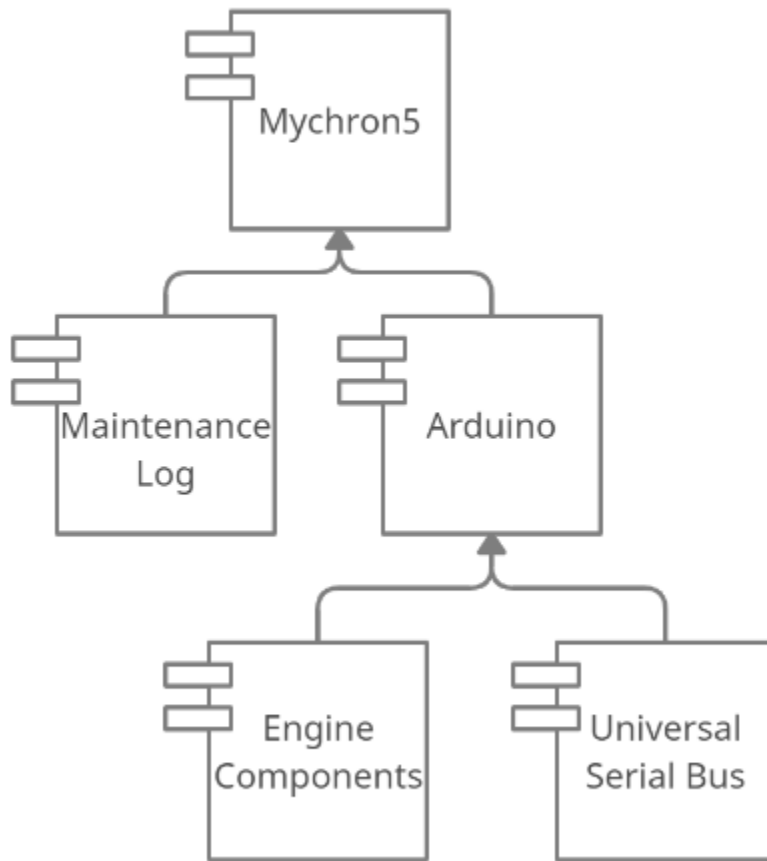 Mychron5
Maintenance
Log
Arduino
Engine
Components
Universal
Serial Bus